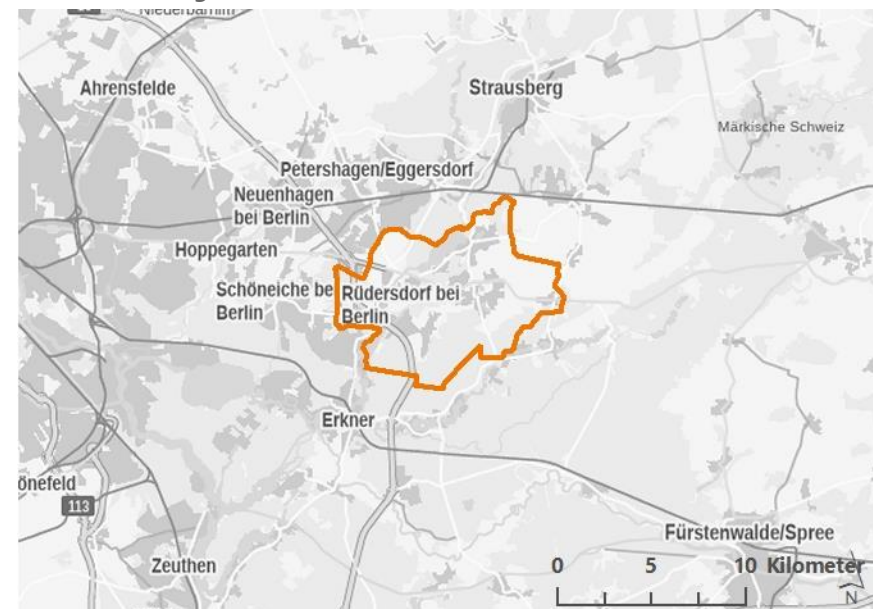 Niederbarnim
Ahrensfelde
Strausberg
Märkische Schweiz
Petershagen/Eggersdorf
Neuenhagen
bei Berlin
Hoppegarten
Schöneiche be
Berlin
Rüdersdorf bei
Berlin
Erkner
önefeld
113
Zeuthen
Fürstenwalde/Spree
0 5 10 Kilometer
N